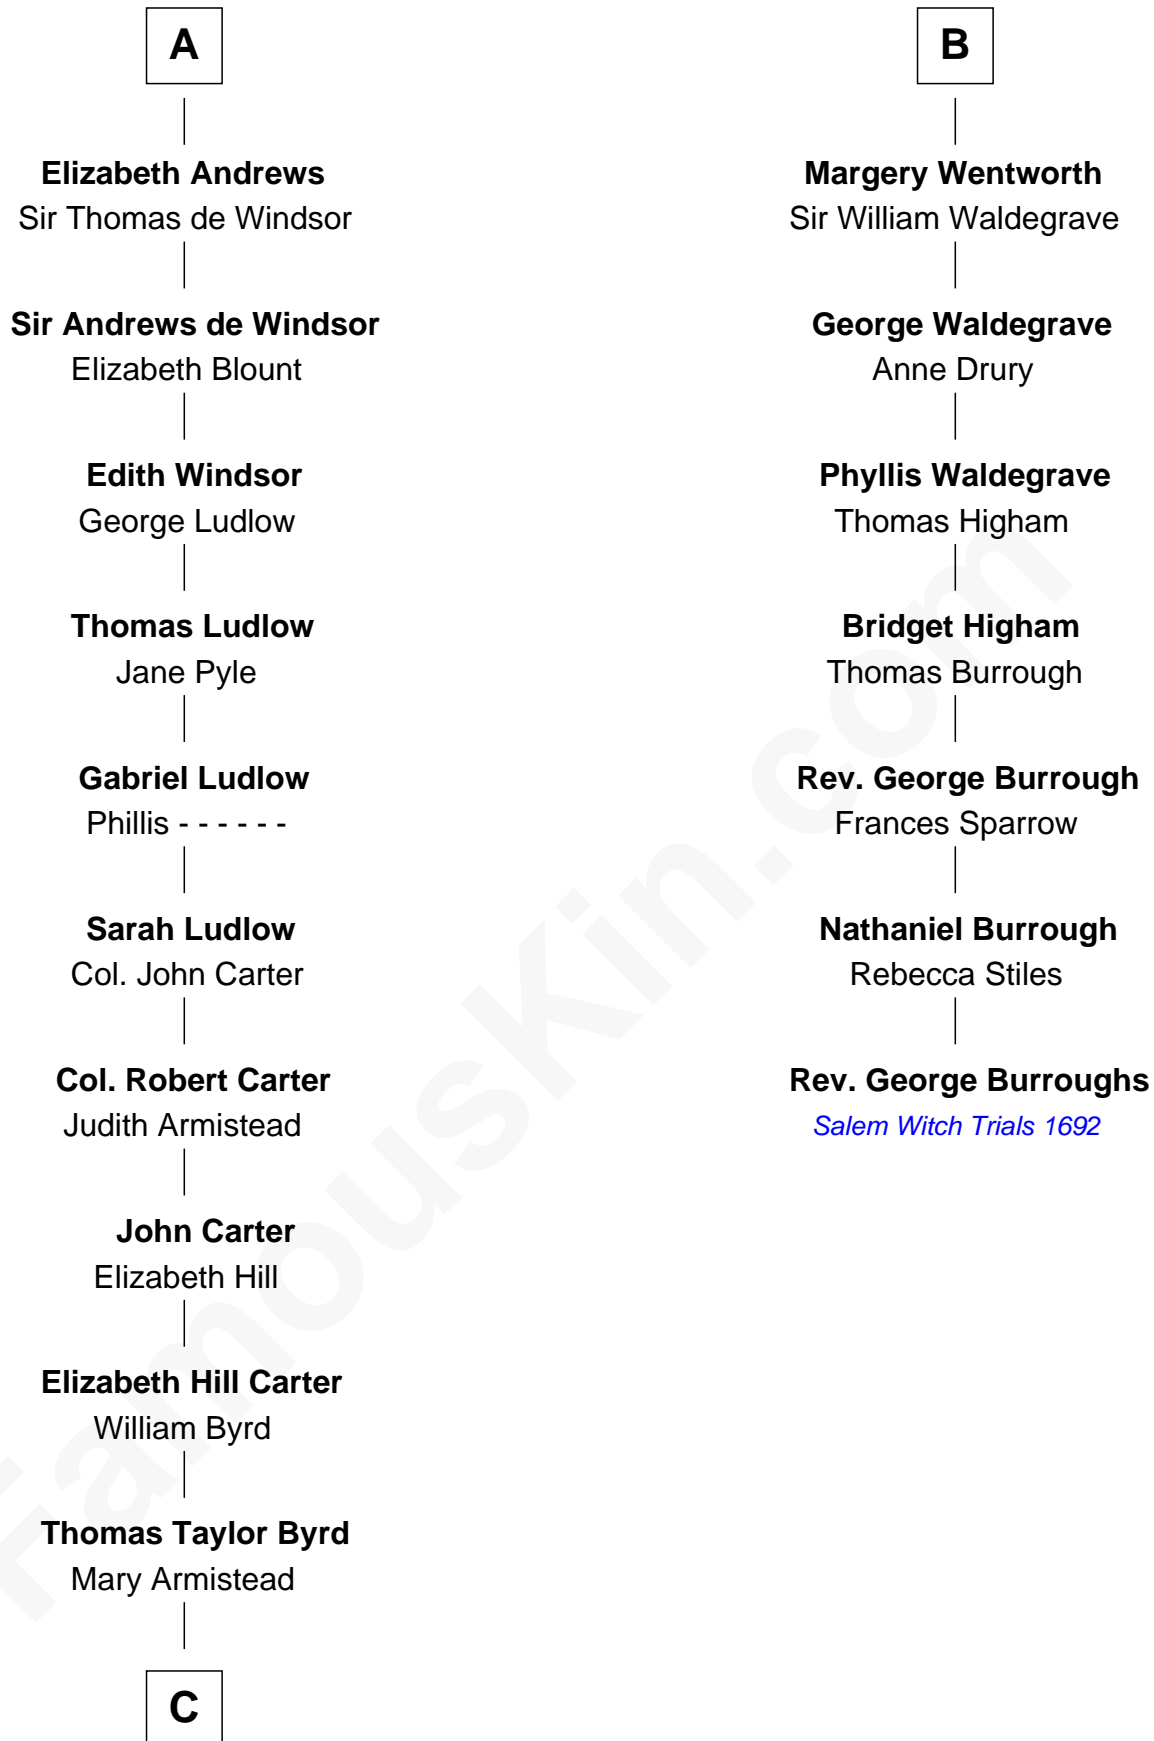 A
Elizabeth Andrews
Sir Thomas de Windsor
Sir Andrews de Windsor
Elizabeth Blount
Edith Windsor
George Ludlow
Thomas Ludlow
Jane Pyle
Gabriel Ludlow
Phillis - - - - - -
Sarah Ludlow
Col. John Carter
Col. Robert Carter
Judith Armistead
John Carter
Elizabeth Hill
Elizabeth Hill Carter
William Byrd
Thomas Taylor Byrd
Mary Armistead
C
B
Margery Wentworth
Sir William Waldegrave
George Waldegrave
Anne Drury
Phyllis Waldegrave
Thomas Higham
Bridget Higham
Thomas Burrough
Rev. George Burrough
Frances Sparrow
Nathaniel Burrough
Rebecca Stiles
Rev. George Burroughs
Salem Witch Trials 1692
FamousKin.com